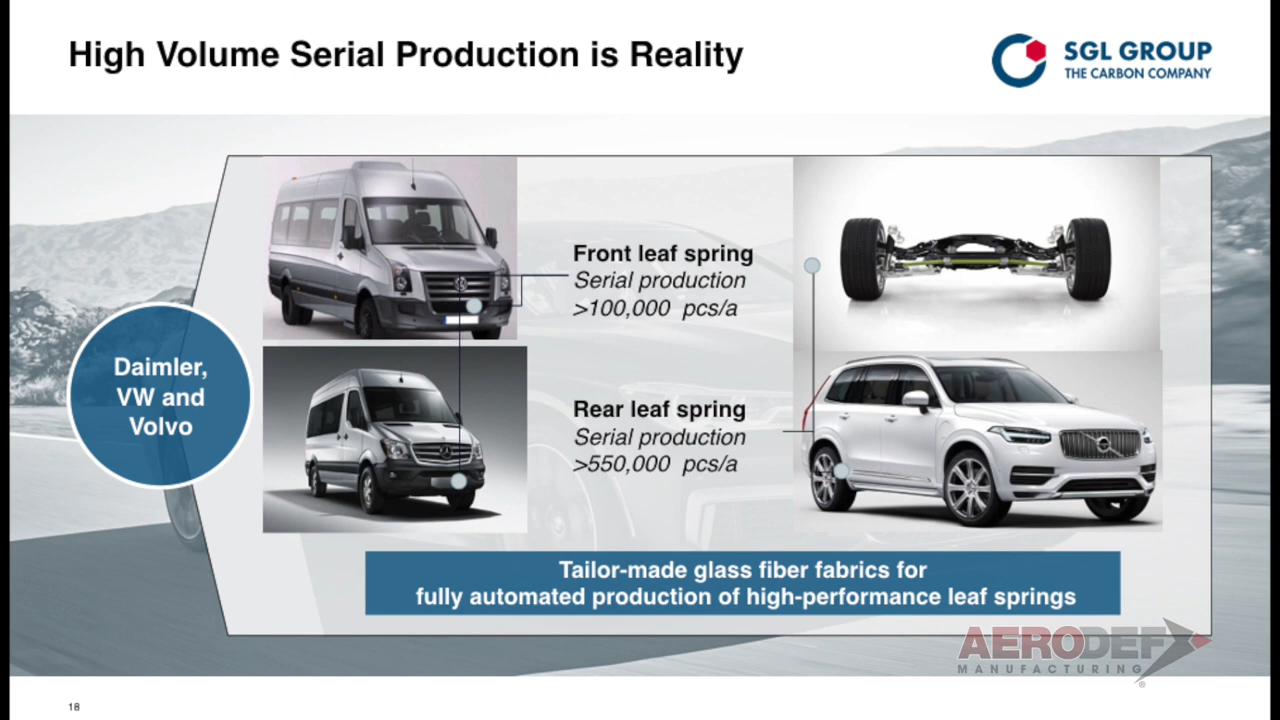 High Volume Serial Production is Reality
SGL GROUP
THE CARBON COMPANY
Front leaf spring
Serial production
>100,000 pcs/a
Daimler,
VW and
Volvo
Rear leaf spring
Serial production
>550,000 pcs/a
Tailor-made glass fiber fabrics for
fully automated production of high-performance leaf springs
AERODEF
MANUFACTURING
®
18